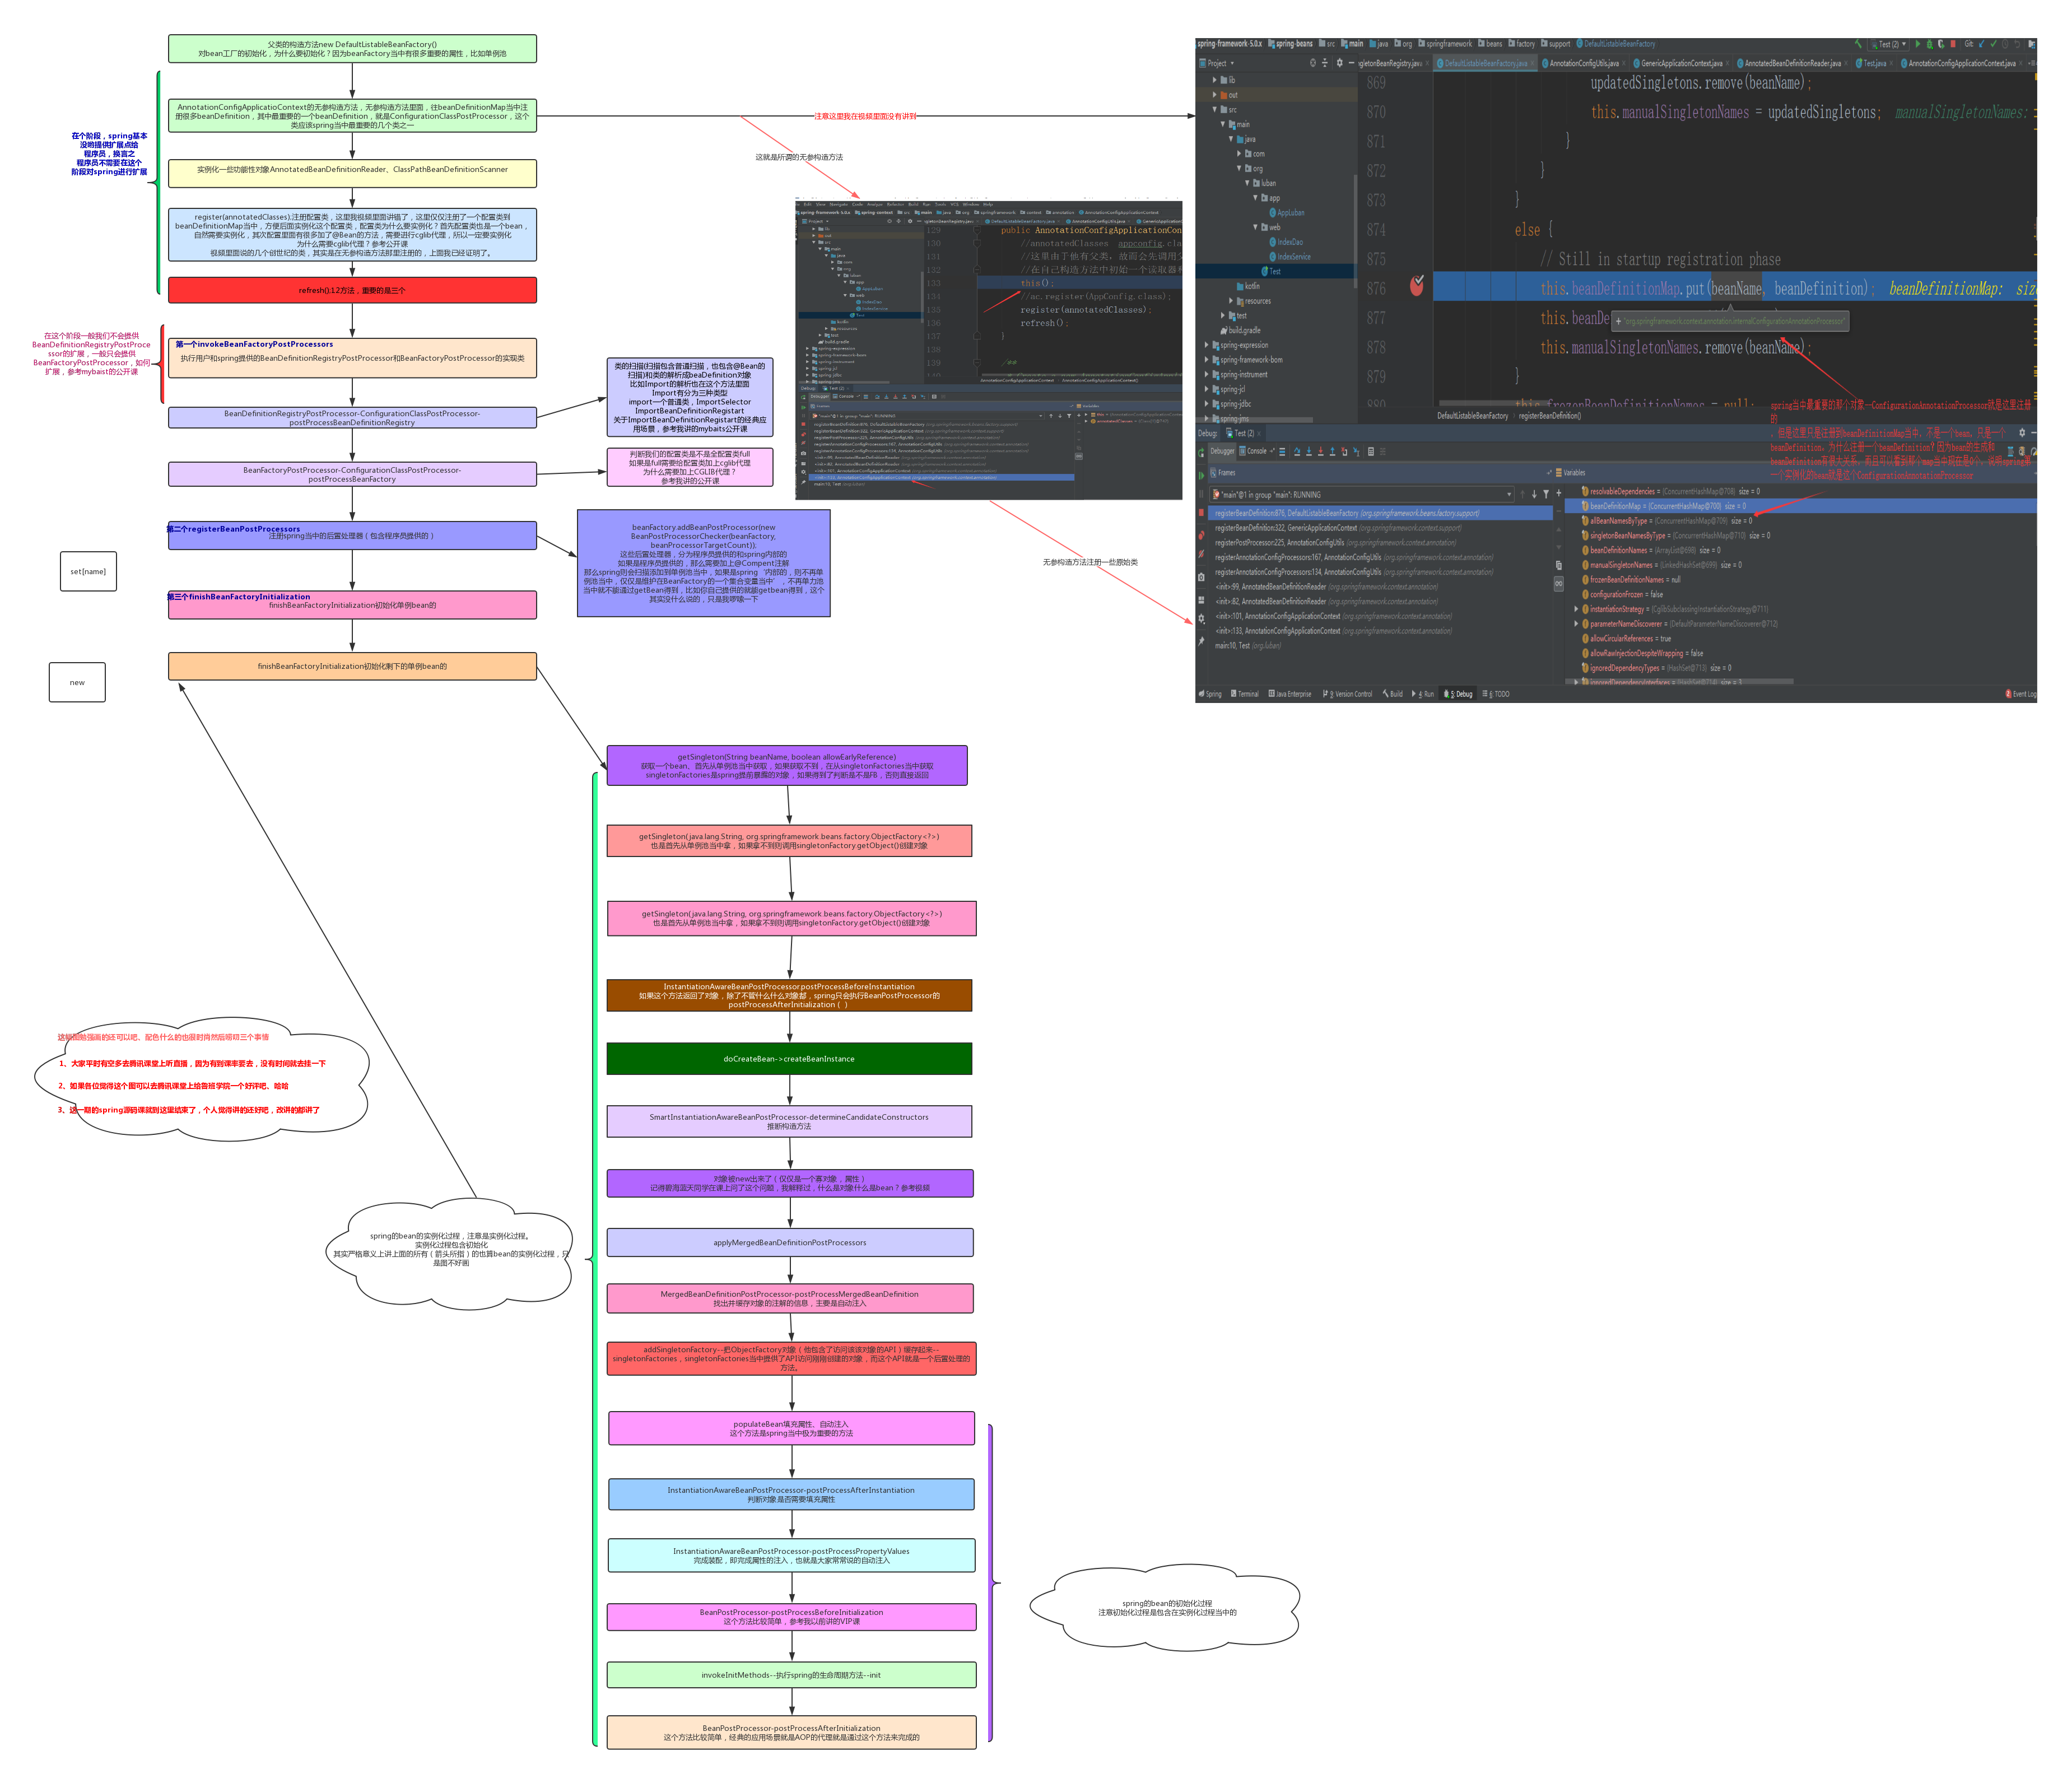 父类的构造方法new DefaultListableBeanFactory()
对bean工厂的初始化，为什么要初始化？因为beanFactory当中有很多重要的属性，比如单例池
AnnotationConfigApplicatioContext的无参构造方法，无参构造方法里面，往beanDefinitionMap当中注
册很多beanDefinition，其中最重要的一个beanDefinition，就是ConfigurationClassPostProcessor，这个
类应该spring当中最重要的几个类之一
在个阶段，spring基本
没哟提供扩展点给
程序员，换言之
程序员不需要在这个
阶段对spring进行扩展
实例化一些功能性对象AnnotatedBeanDefinitionReader、ClassPathBeanDefinitionScanner
register(annotatedClasses);注册配置类，这里我视频里面讲错了，这里仅仅注册了一个配置类到
beanDefinitionMap当中，方便后面实例化这个配置类，配置类为什么要实例化？首先配置类也是一个bean，
自然需要实例化，其次配置里面有很多加了@Bean的方法，需要进行cglib代理，所以一定要实例化
为什么需要cglib代理？参考公开课
视频里面说的几个创世纪的类，其实是在无参构造方法那里注册的，上面我已经证明了。
refresh();12方法，重要的是三个
在这个阶段一般我们不会提供
BeanDefinitionRegistryPostProce
ssor的扩展，一般只会提供
BeanFactoryPostProcessor，如何
扩展，参考mybaist的公开课
第一个invokeBeanFactoryPostProcessors
执行用户和spring提供的BeanDefinitionRegistryPostProcessor和BeanFactoryPostProcessor的实现类
BeanDefinitionRegistryPostProcessor-ConfigurationClassPostProcessor-
postProcessBeanDefinitionRegistry
类的扫描(扫描包含普通扫描，也包含@Bean的
扫描)和类的解析成beaDefinition对象
比如Import的解析也在这个方法里面
Import有分为三种类型
import一个普通类，ImportSelector
ImportBeanDefinitionRegistart
关于ImportBeanDefinitionRegistart的经典应
用场景，参考我讲的mybaits公开课
BeanFactoryPostProcessor-ConfigurationClassPostProcessor-
postProcessBeanFactory
判断我们的配置类是不是全配置类full
如果是full需要给配置类加上cglib代理
为什么需要加上CGLIB代理？
参考我讲的公开课
第二个registerBeanPostProcessors
注册spring当中的后置处理器（包含程序员提供的）
beanFactory.addBeanPostProcessor(new
BeanPostProcessorChecker(beanFactory,
beanProcessorTargetCount));
这些后置处理器，分为程序员提供的和spring内部的
如果是程序员提供的，那么需要加上@Compent注解
那么spring则会扫描添加到单例池当中，如果是spring‘内部的，则不再单
例池当中，仅仅是维护在BeanFactory的一个集合变量当中’，不再单力池
当中就不能通过getBean得到，比如你自己提供的就能getbean得到，这个
其实没什么说的，只是我啰嗦一下
set[name]
第三个finishBeanFactoryInitialization
finishBeanFactoryInitialization初始化单例bean的
finishBeanFactoryInitialization初始化剩下的单例bean的
new
注意这里我在视频里面没有讲到
这就是所谓的无参构造方法
无参构造方法注册一些原始类
129 public AnnotationConfigApplicationCon
130 //annotatedClasses appconfig.cla
131 //这里由于他有父类，故而会先调用父
132 //在自己构造方法中初始一个读取器和
133 this();
134 //ac.register(AppConfig.class);
135 register(annotatedClasses);
136 refresh();
137 }
138
139 /**
spring-framework-5.0.x spring-beans src main java org springframework beans factory support DefaultListableBeanFactory
Test (2) Git:
Project
gletonBeanRegistry.java DefaultListableBeanFactory.java AnnotationConfigUtils.java GenericApplicationContext.java AnnotatedBeanDefinitionReader.java Test.java AnnotationConfigApplicationContext.java
lib
out
src
main
java
com
org
luban
app
AppLuban
web
IndexDao
IndexService
Test
kotlin
resources
test
build.gradle
spring-expression
spring-framework-bom
spring-instrument
spring-jcl
spring-jdbc
spring-jms
869 updatedSingletons.remove(beanName);
870 this.manualSingletonNames = updatedSingletons; manualSingletonNames:
871 }
872 }
873 }
874 else {
875 // Still in startup registration phase
876 this.beanDefinitionMap.put(beanName, beanDefinition); beanDefinitionMap: size
877 this.beanDe
+ "org.springframework.context.annotation.internalConfigurationAnnotationProcessor"
878 this.manualSingletonNames.remove(beanName);
879 }
880 this.frozenBeanDefinitionNames = null;
DefaultListableBeanFactory registerBeanDefinition()
spring当中最重要的那个对象—ConfigurationAnnotationProcessor就是这里注册
的
，但是这里只是注册到beanDefinitionMap当中，不是一个bean，只是一个
beanDefinition，为什么注册一个beanDefinition？因为bean的生成和
beanDefinition有很大关系，而且可以看到那个map当中现在是0个，说明spring第
一个实例化的bean就是这个ConfigurationAnnotationProcessor
Debug: Test (2)
Debugger Console
Frames
Variables
"main"@1 in group "main": RUNNING
registerBeanDefinition:876, DefaultListableBeanFactory (org.springframework.beans.factory.support)
registerBeanDefinition:322, GenericApplicationContext (org.springframework.context.support)
registerPostProcessor:225, AnnotationConfigUtils (org.springframework.context.annotation)
registerAnnotationConfigProcessors:167, AnnotationConfigUtils (org.springframework.context.annotation)
registerAnnotationConfigProcessors:134, AnnotationConfigUtils (org.springframework.context.annotation)
<init>:99, AnnotatedBeanDefinitionReader (org.springframework.context.annotation)
<init>:82, AnnotatedBeanDefinitionReader (org.springframework.context.annotation)
<init>:101, AnnotationConfigApplicationContext (org.springframework.context.annotation)
<init>:133, AnnotationConfigApplicationContext (org.springframework.context.annotation)
main:10, Test (org.luban)
resolvableDependencies = {ConcurrentHashMap@708} size = 0
beanDefinitionMap = {ConcurrentHashMap@700} size = 0
allBeanNamesByType = {ConcurrentHashMap@709} size = 0
singletonBeanNamesByType = {ConcurrentHashMap@710} size = 0
beanDefinitionNames = {ArrayList@698} size = 0
manualSingletonNames = {LinkedHashSet@699} size = 0
frozenBeanDefinitionNames = null
configurationFrozen = false
instantiationStrategy = {CglibSubclassingInstantiationStrategy@711}
parameterNameDiscoverer = {DefaultParameterNameDiscoverer@712}
allowCircularReferences = true
allowRawInjectionDespiteWrapping = false
ignoredDependencyTypes = {HashSet@713} size = 0
ignoredDependencyInterfaces = {HashSet@714} size = 3
Spring Terminal Java Enterprise 9: Version Control Build 4: Run 5: Debug 6: TODO Event Log
getSingleton(String beanName, boolean allowEarlyReference)
获取一个bean、首先从单例池当中获取，如果获取不到，在从singletonFactories当中获取
singletonFactories是spring提前暴露的对象，如果得到了判断是不是用，否则直接返回
getSingleton(java.lang.String, org.springframework.beans.factory.ObjectFactory<?>)
也是首先从单例池当中拿，如果拿不到则调用singletonFactory.getObject()创建对象
getSingleton(java.lang.String, org.springframework.beans.factory.ObjectFactory<?>)
也是首先从单例池当中拿，如果拿不到则调用singletonFactory.getObject()创建对象
InstantiationAwareBeanPostProcessor.postProcessBeforeInstantiation
如果这个方法返回了对象，除了不管什么什么对象都，spring只会执行BeanPostProcessor的
postProcessAfterInitialization（ ）
doCreateBean->createBeanInstance
SmartInstantiationAwareBeanPostProcessor-determineCandidateConstructors
推断构造方法
对象被new出来了（仅仅是一个寡对象，属性）
记得碧海蓝天同学在课上问了这个问题，我解释过，什么是对象什么是bean？参考视频
applyMergedBeanDefinitionPostProcessors
MergedBeanDefinitionPostProcessor-postProcessMergedBeanDefinition
找出并缓存对象的注解的信息，主要是自动注入
addSingletonFactory--把ObjectFactory对象（他包含了访问该该对象的API）缓存起来--
singletonFactories，singletonFactories当中提供了API访问刚刚创建的对象，而这个API就是一个后置处理的
方法。
populateBean填充属性、自动注入
这个方法是spring当中极为重要的方法
InstantiationAwareBeanPostProcessor-postProcessAfterInstantiation
判断对象是否需要填充属性
InstantiationAwareBeanPostProcessor-postProcessPropertyValues
完成装配，即完成属性的注入，也就是大家常常说的自动注入
BeanPostProcessor-postProcessBeforeInitialization
这个方法比较简单，参考我以前讲的VIP课
invokeInitMethods--执行spring的生命周期方法--init
BeanPostProcessor-postProcessAfterInitialization
这个方法比较简单，经典的应用场景就是AOP的代理就是通过这个方法来完成的
这幅图勉强画的还可以吧、配色什么的也很时尚然后唠叨三个事情
1、大家平时有空多去腾讯课堂上听直播，因为有到课率要去，没有时间就去挂一下
2、如果各位觉得这个图可以去腾讯课堂上给鲁班学院一个好评吧、哈哈
3、这一期的spring源码课就到这里结束了，个人觉得讲的还好吧，改讲的都讲了
spring的bean的实例化过程，注意是实例化过程。
实例化过程包含初始化
其实严格意义上讲上面的所有（箭头所指）的也算bean的实例化过程，只
是图不好画
spring的bean的初始化过程
注意初始化过程是包含在实例化过程当中的